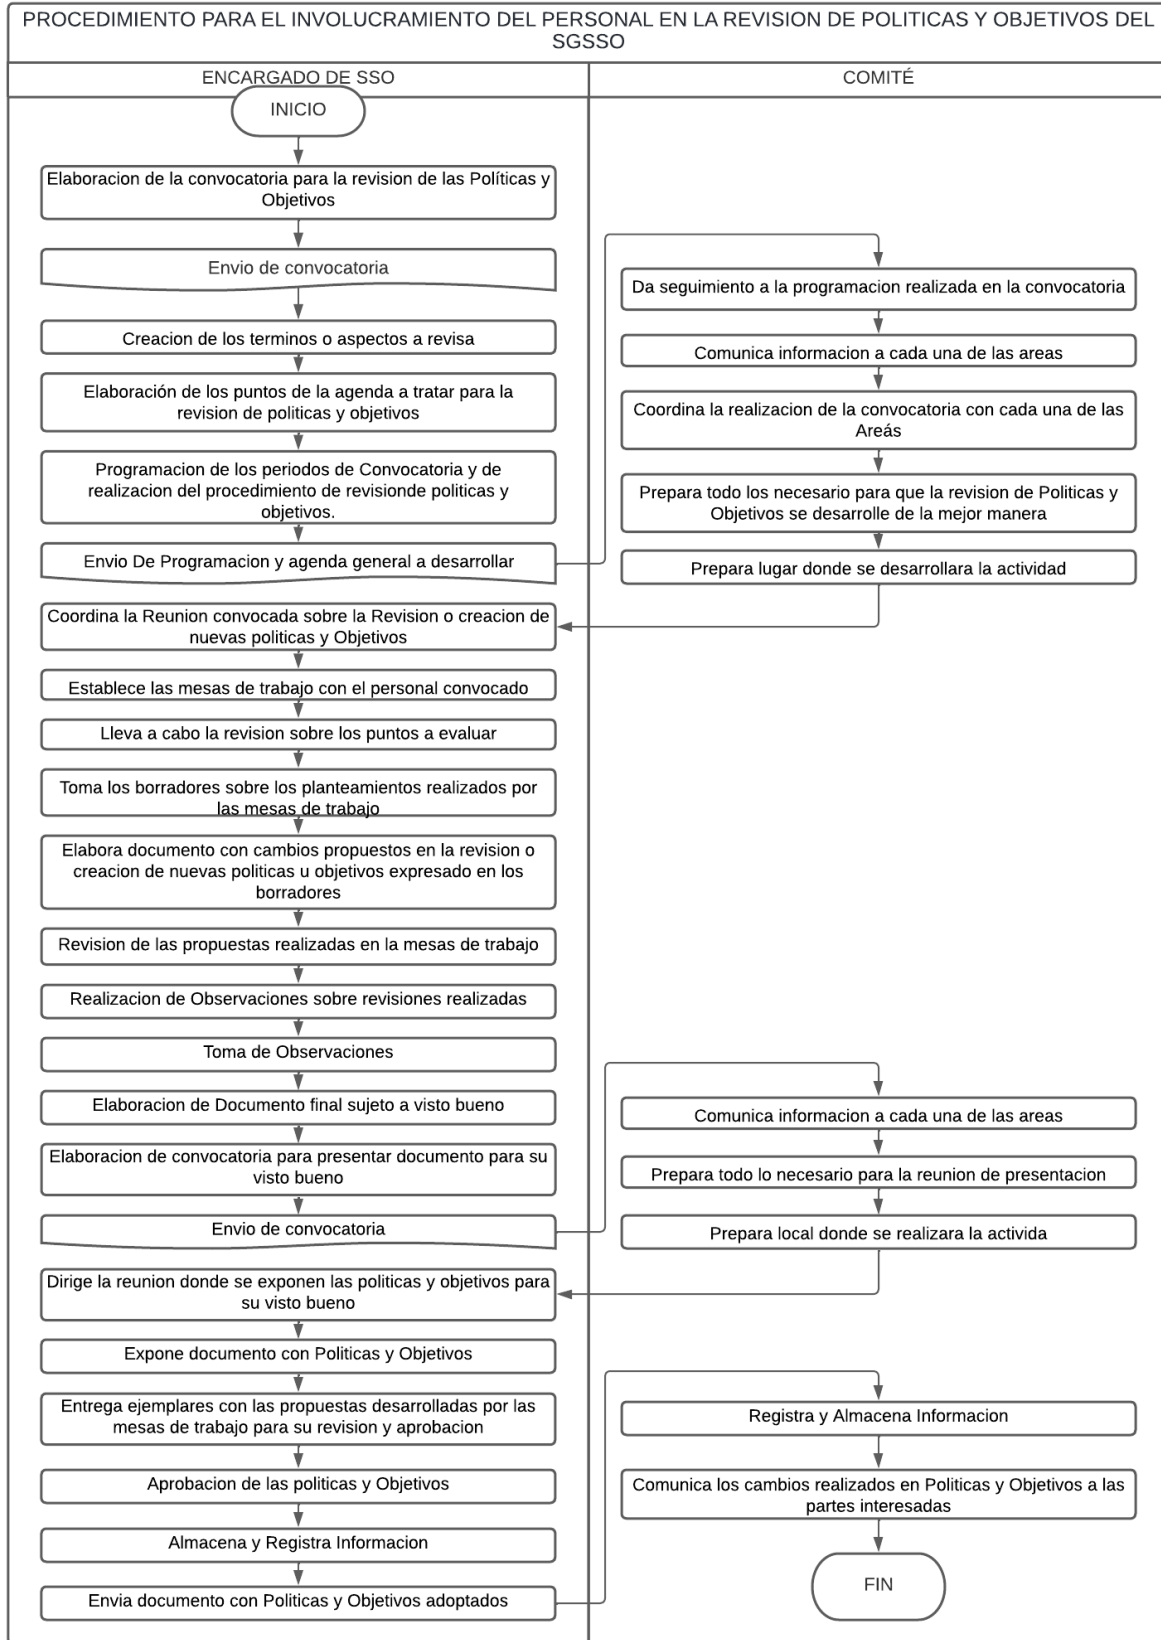 PROCEDIMIENTO PARA EL INVOLUCRAMIENTO DEL PERSONAL EN LA REVISION DE POLITICAS Y OBJETIVOS DEL
SGSSO
ENCARGADO DE SSO
COMITÉ
INICIO
Elaboracion de la convocatoria para la revision de las Políticas y
Objetivos
Envio de convocatoria
Creacion de los terminos o aspectos a revisa
Elaboración de los puntos de la agenda a tratar para la
revision de politicas y objetivos
Programacion de los periodos de Convocatoria y de
realizacion del procedimiento de revisionde politicas y
objetivos.
Envio De Programacion y agenda general a desarrollar
Da seguimiento a la programacion realizada en la convocatoria
Comunica informacion a cada una de las areas
Coordina la realizacion de la convocatoria con cada una de las
Areás
Prepara todo los necesario para que la revision de Politicas y
Objetivos se desarrolle de la mejor manera
Prepara lugar donde se desarrollara la actividad
Coordina la Reunion convocada sobre la Revision o creacion de
nuevas politicas y Objetivos
Establece las mesas de trabajo con el personal convocado
Lleva a cabo la revision sobre los puntos a evaluar
Toma los borradores sobre los planteamientos realizados por
las mesas de trabajo
Elabora documento con cambios propuestos en la revision o
creacion de nuevas politicas u objetivos expresado en los
borradores
Revision de las propuestas realizadas en la mesas de trabajo
Realizacion de Observaciones sobre revisiones realizadas
Toma de Observaciones
Elaboracion de Documento final sujeto a visto bueno
Elaboracion de convocatoria para presentar documento para su
visto bueno
Envio de convocatoria
Comunica informacion a cada una de las areas
Prepara todo lo necesario para la reunion de presentacion
Prepara local donde se realizara la activida
Dirige la reunion donde se exponen las politicas y objetivos para
su visto bueno
Expone documento con Politicas y Objetivos
Entrega ejemplares con las propuestas desarrolladas por las
mesas de trabajo para su revision y aprobacion
Aprobacion de las politicas y Objetivos
Almacena y Registra Informacion
Envia documento con Politicas y Objetivos adoptados
Registra y Almacena Informacion
Comunica los cambios realizados en Politicas y Objetivos a las
partes interesadas
FIN